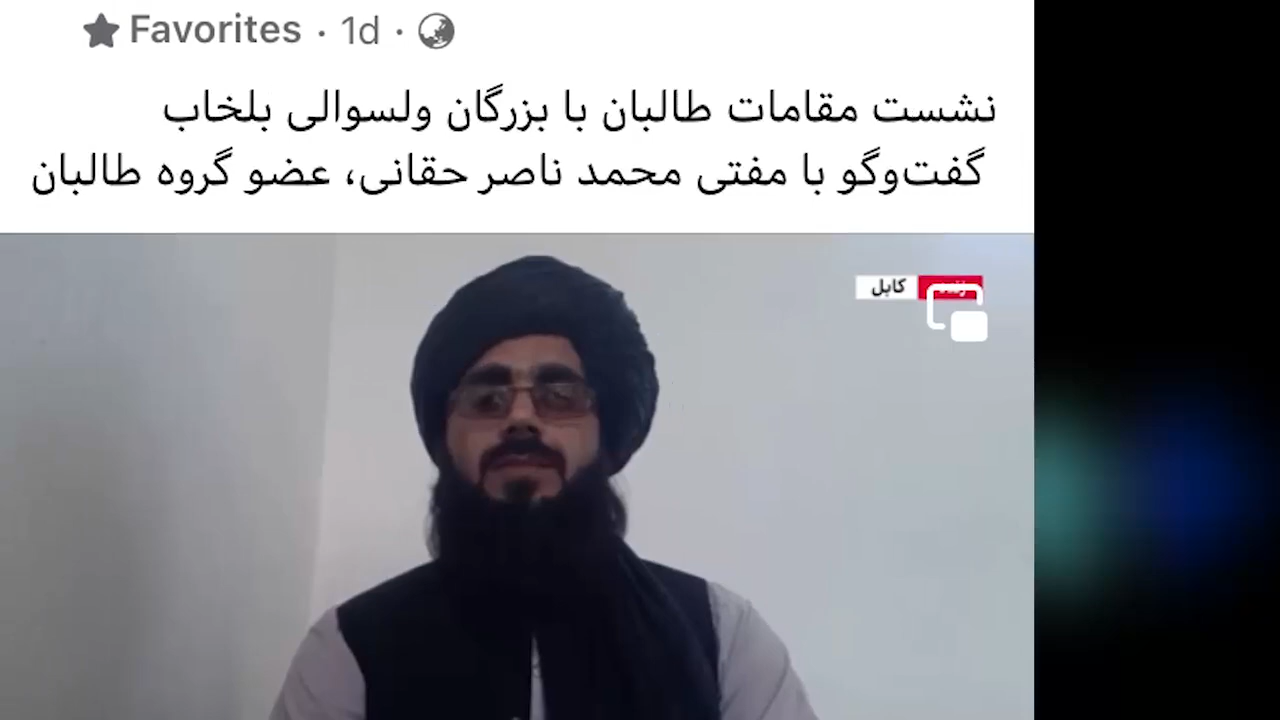 Favorites · 1d ·
نشست مقامات طالبان با بزرگان ولسوالی بلخاب
گفت‌وگو با مفتی محمد ناصر حقانی، عضو گروه طالبان
کابل